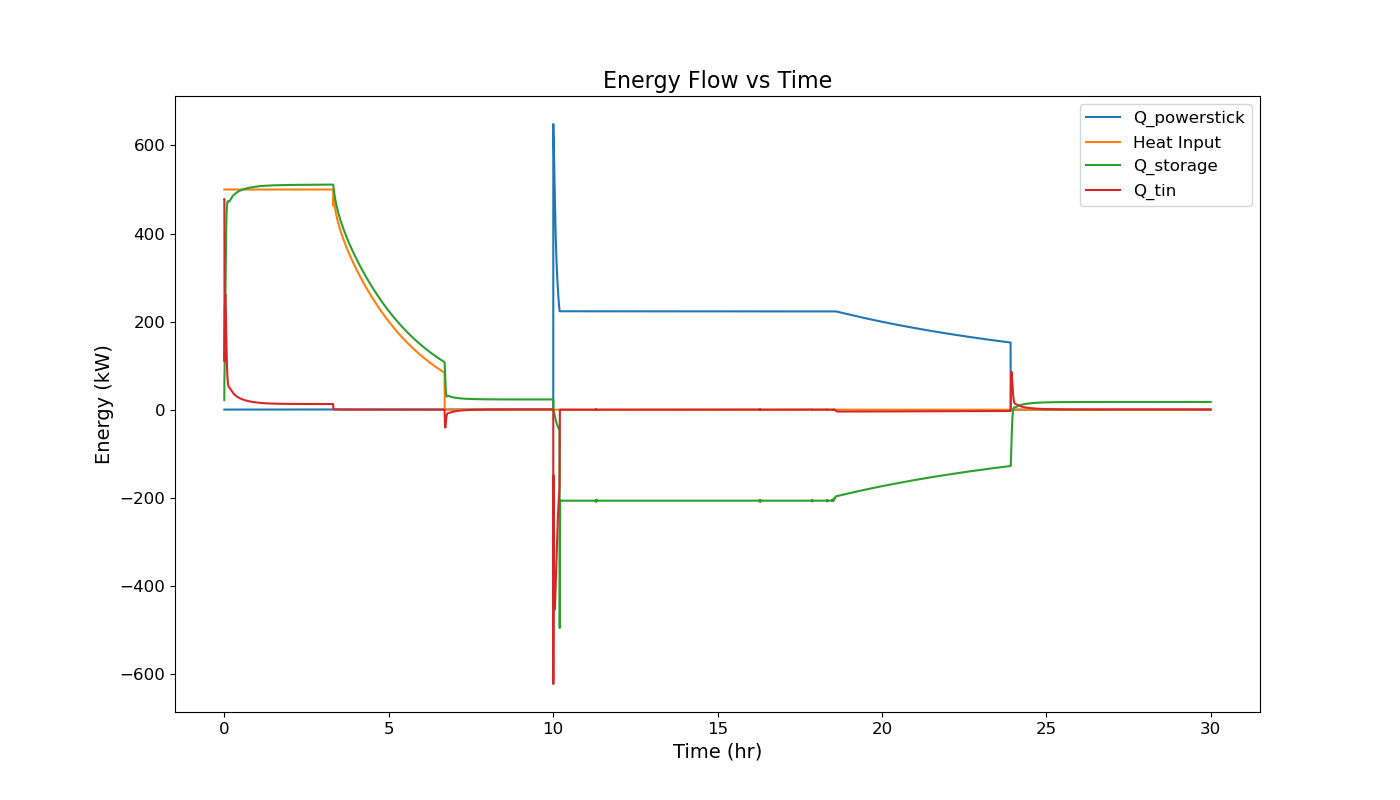 Energy Flow vs Time
Q_powerstick
Heat Input
Q_storage
Q_tin
Energy (kW)
600
400
200
0
−200
−400
−600
0 5 10 15 20 25 30
Time (hr)